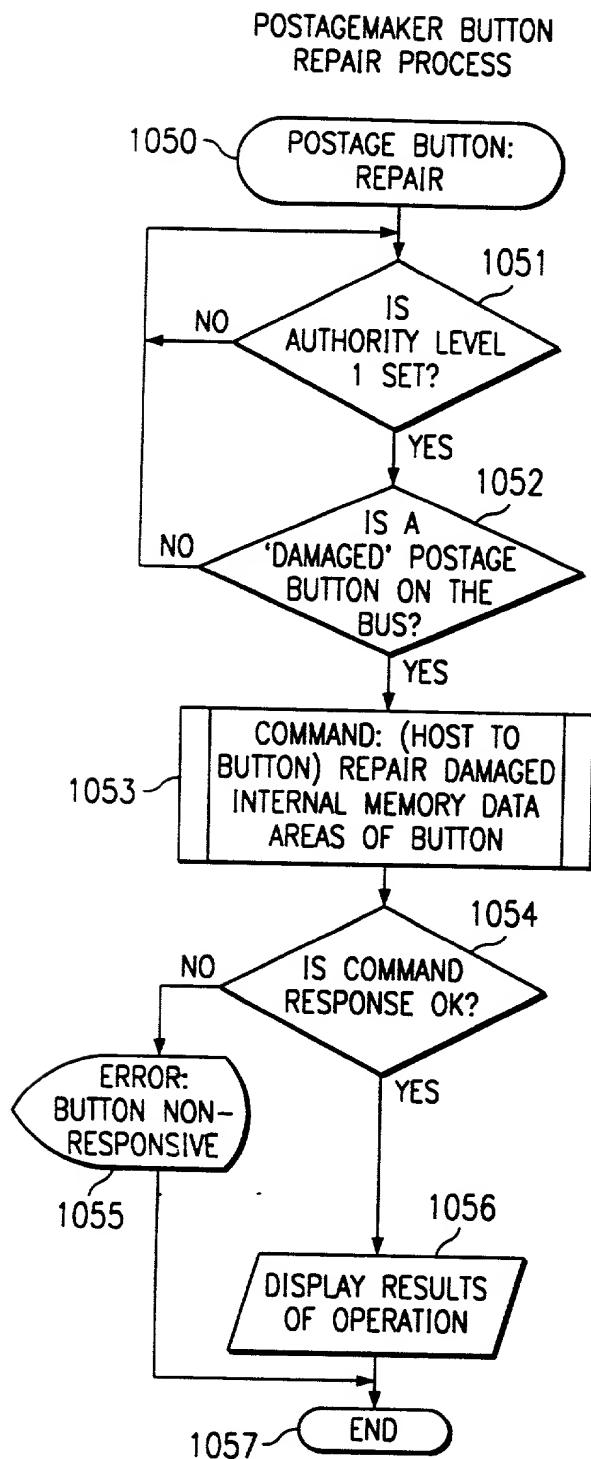 POSTAGEMAKER BUTTON
REPAIR PROCESS
1050
POSTAGE BUTTON:
REPAIR
1051
IS
AUTHORITY LEVEL
1 SET?
NO
YES
1052
IS A
'DAMAGED' POSTAGE
BUTTON ON THE
BUS?
NO
YES
1053
COMMAND: (HOST TO
BUTTON) REPAIR DAMAGED
INTERNAL MEMORY DATA
AREAS OF BUTTON
1054
IS COMMAND
RESPONSE OK?
NO
YES
ERROR:
BUTTON NON-
RESPONSIVE
1055
1056
DISPLAY RESULTS
OF OPERATION
END
1057